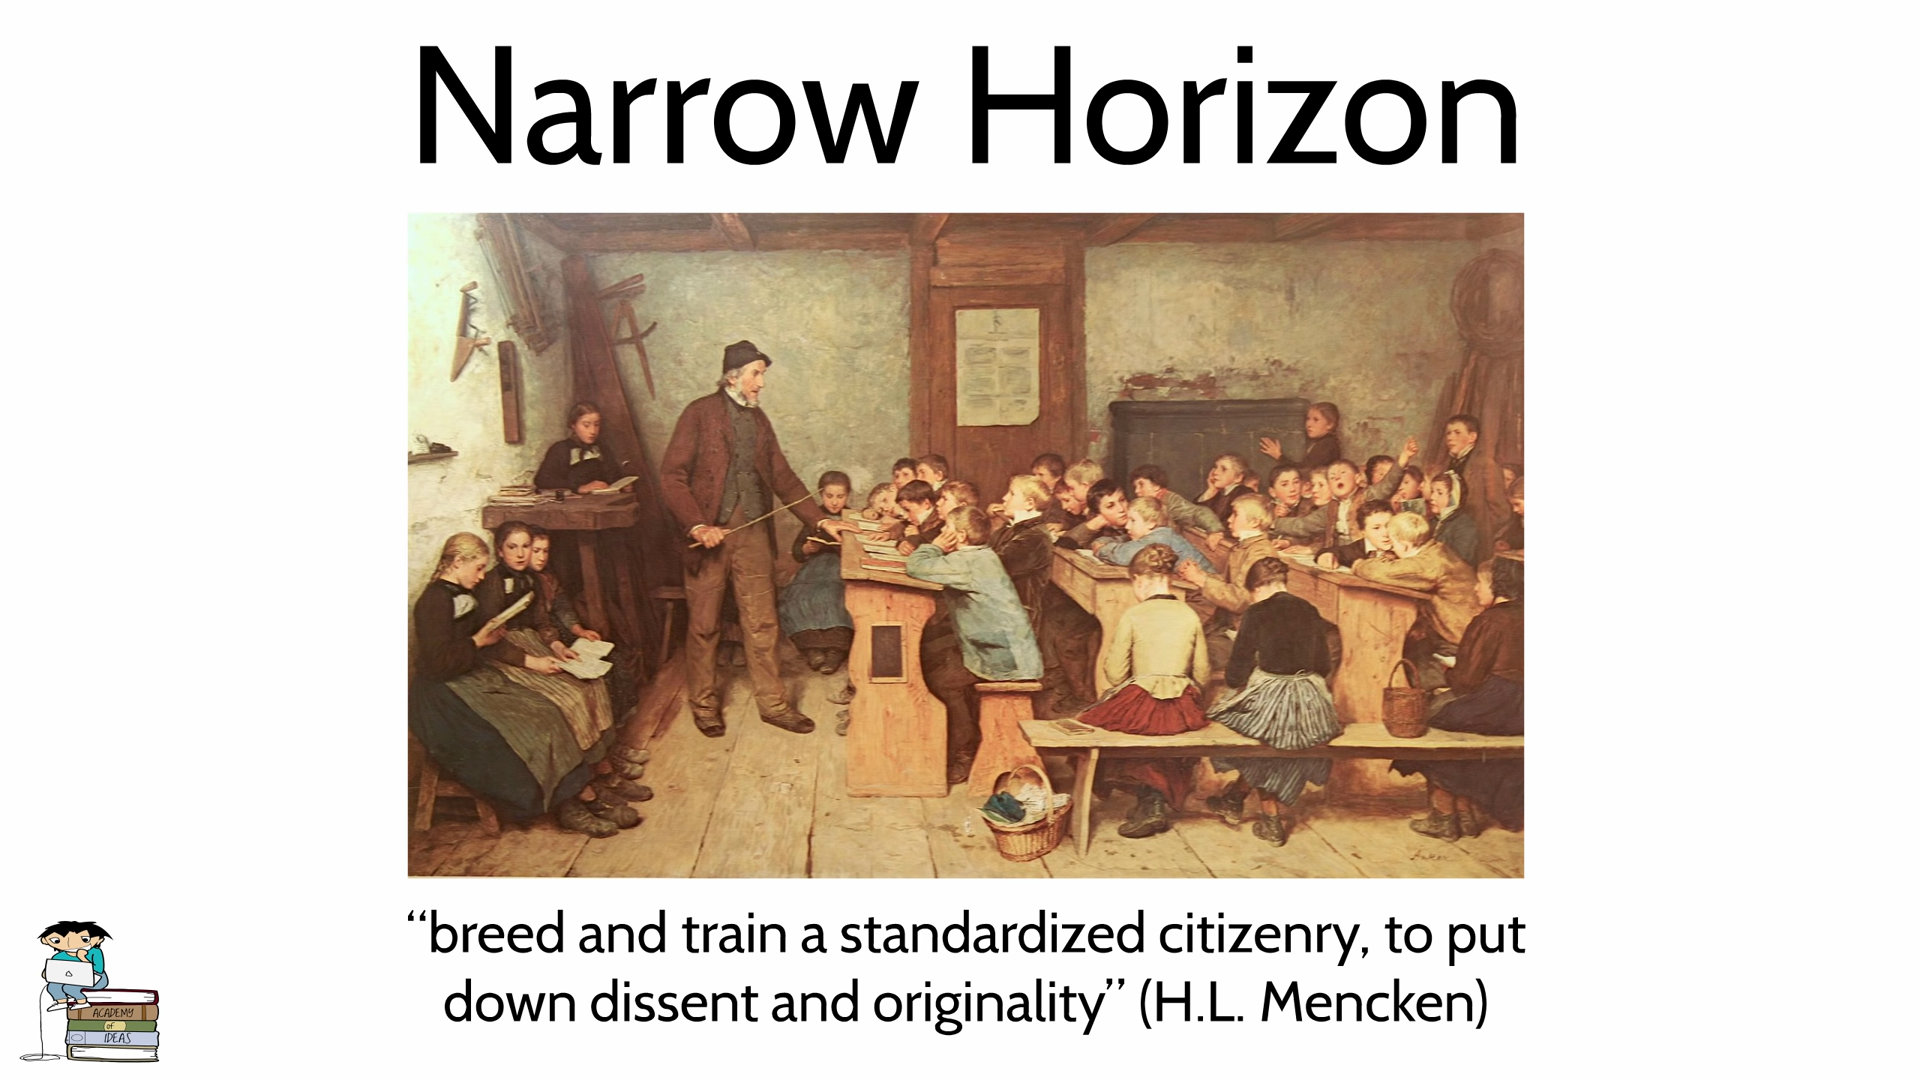 Narrow Horizon
“breed and train a standardized citizenry, to put
down dissent and originality” (H.L. Mencken)
ACADEMY
of
IDEAS